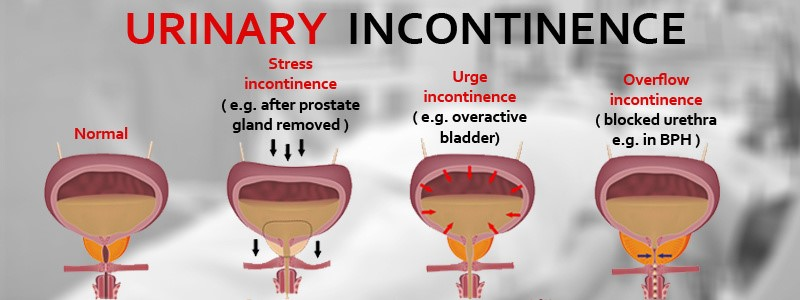 URINARY INCONTINENCE
Normal
Stress
incontinence
( e.g. after prostate
gland removed )
Urge
incontinence
( e.g. overactive
bladder)
Overflow
incontinence
( blocked urethra
e.g. in BPH )